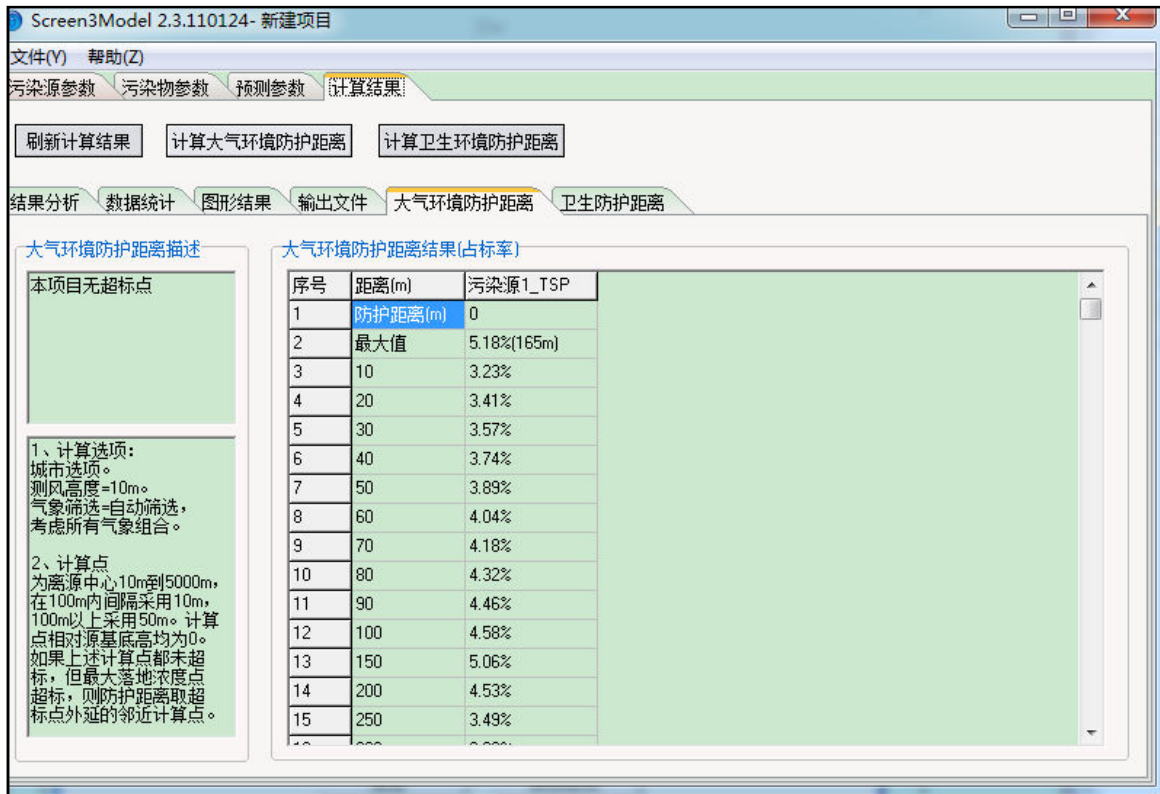 Screen3Model 2.3.110124- 新建项目
文件(Y) 帮助(Z)
污染源参数 污染物参数 预测参数 计算结果
刷新计算结果 计算大气环境防护距离 计算卫生环境防护距离
结果分析 数据统计 图形结果 输出文件 大气环境防护距离 卫生防护距离
大气环境防护距离描述
本项目无超标点
1、计算选项:
城市选项。
测风高度=10m。
气象筛选=自动筛选,
考虑所有气象组合。
2、计算点
为离源中心10m到5000m,
在100m内间隔采用10m,
100m以上采用50m。计算
点相对源基底高均为0。
如果上述计算点都未超
标,但最大落地浓度点
超标,则防护距离取超
标点外延的邻近计算点。
大气环境防护距离结果(占标率)
序号 距离(m) 污染源1_TSP
1 防护距离(m) 0
2 最大值 5.18%(165m)
3 10 3.23%
4 20 3.41%
5 30 3.57%
6 40 3.74%
7 50 3.89%
8 60 4.04%
9 70 4.18%
10 80 4.32%
11 90 4.46%
12 100 4.58%
13 150 5.06%
14 200 4.53%
15 250 3.49%